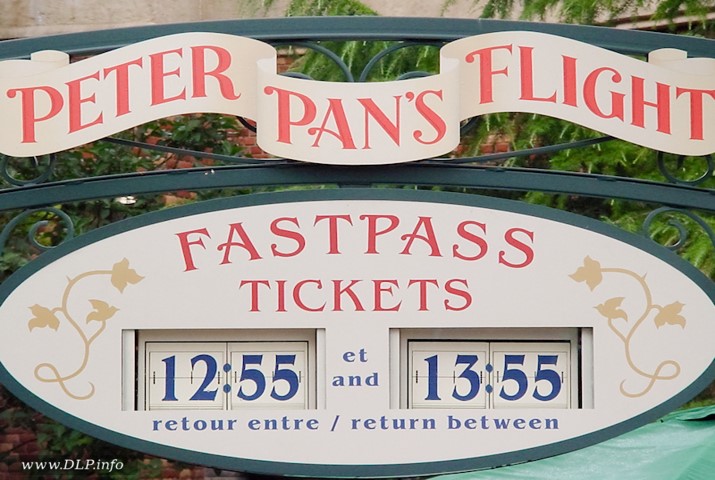 PETER PAN'S FLIGHT
FASTPASS
TICKETS
12:55 et and 13:55
retour entre / return between
www.DLP.info